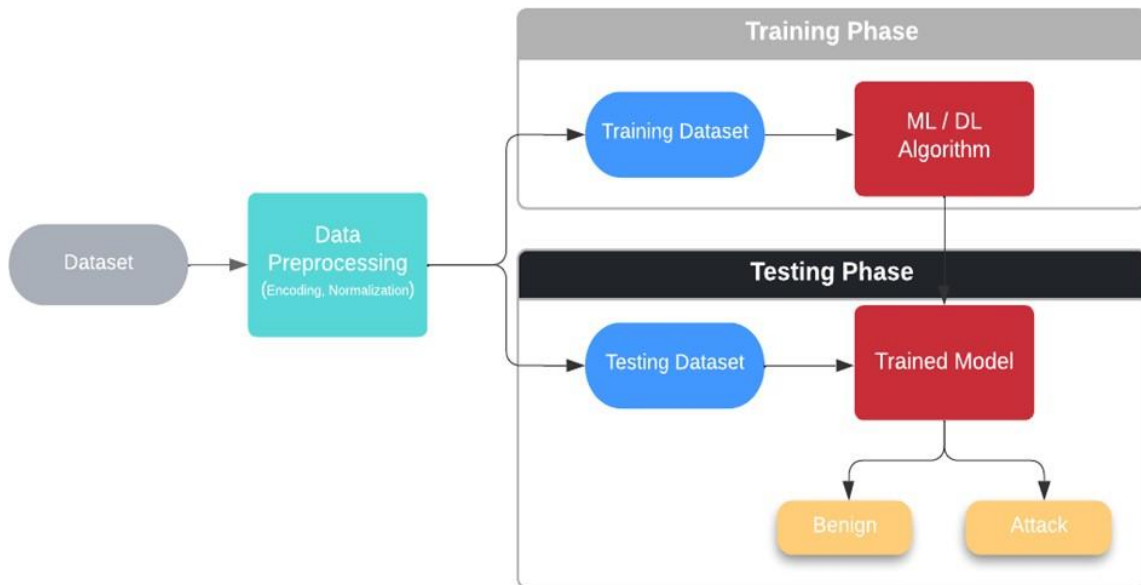 Training Phase
Training Dataset
ML / DL
Algorithm
Dataset
Data
Preprocessing
(Encoding, Normalization)
Testing Phase
Testing Dataset
Trained Model
Benign
Attack